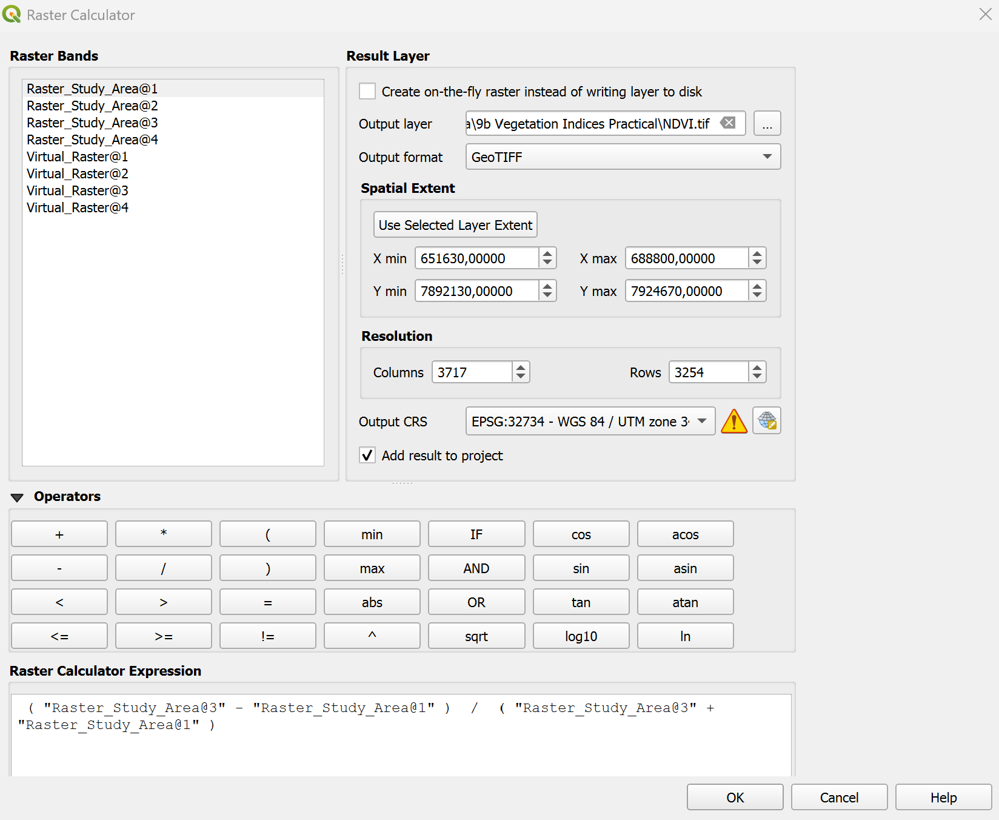 Raster Calculator
Raster Bands
Raster_Study_Area@1
Raster_Study_Area@2
Raster_Study_Area@3
Raster_Study_Area@4
Virtual_Raster@1
Virtual_Raster@2
Virtual_Raster@3
Virtual_Raster@4
Result Layer
Create on-the-fly raster instead of writing layer to disk
Output layer a\9b Vegetation Indices Practical\NDVI.tif ...
Output format GeoTIFF
Spatial Extent
Use Selected Layer Extent
X min 651630,00000 X max 688800,00000
Y min 7892130,00000 Y max 7924670,00000
Resolution
Columns 3717 Rows 3254
Output CRS EPSG:32734 - WGS 84 / UTM zone 3
Add result to project
Operators
+ * ( min IF cos acos
- / ) max AND sin asin
< > = abs OR tan atan
<= >= != ^ sqrt log10 ln
Raster Calculator Expression
( "Raster_Study_Area@3" - "Raster_Study_Area@1" ) / ( "Raster_Study_Area@3" +
"Raster_Study_Area@1" )
OK Cancel Help